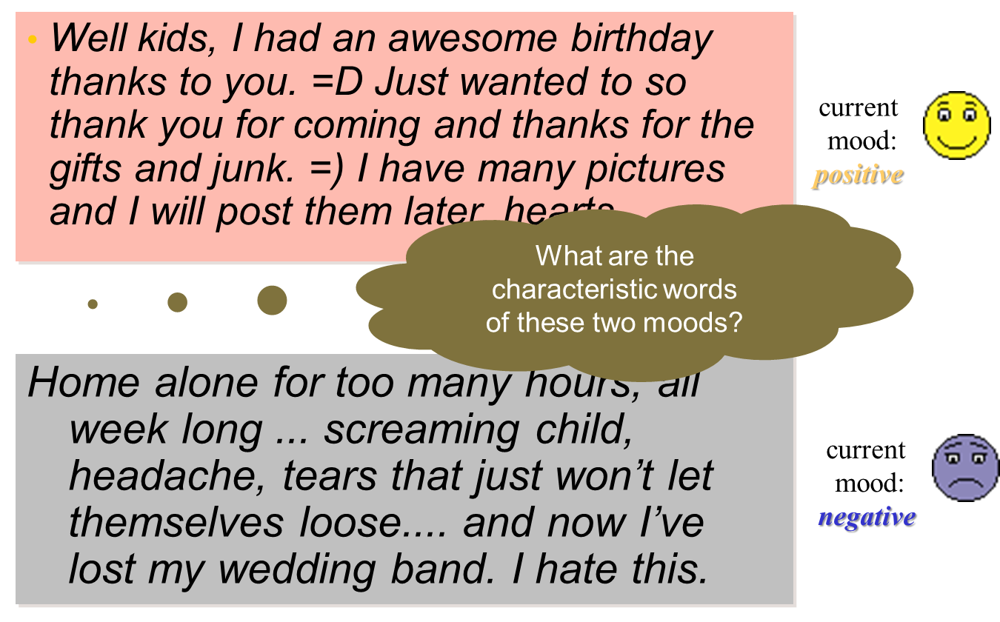 • Well kids, I had an awesome birthday
thanks to you. =D Just wanted to so
thank you for coming and thanks for the
gifts and junk. =) I have many pictures
and I will post them later hearts
current
mood:
positive
What are the
characteristic words
of these two moods?
Home alone for too many hours, all
week long ... screaming child,
headache, tears that just won’t let
themselves loose.... and now I’ve
lost my wedding band. I hate this.
current
mood:
negative